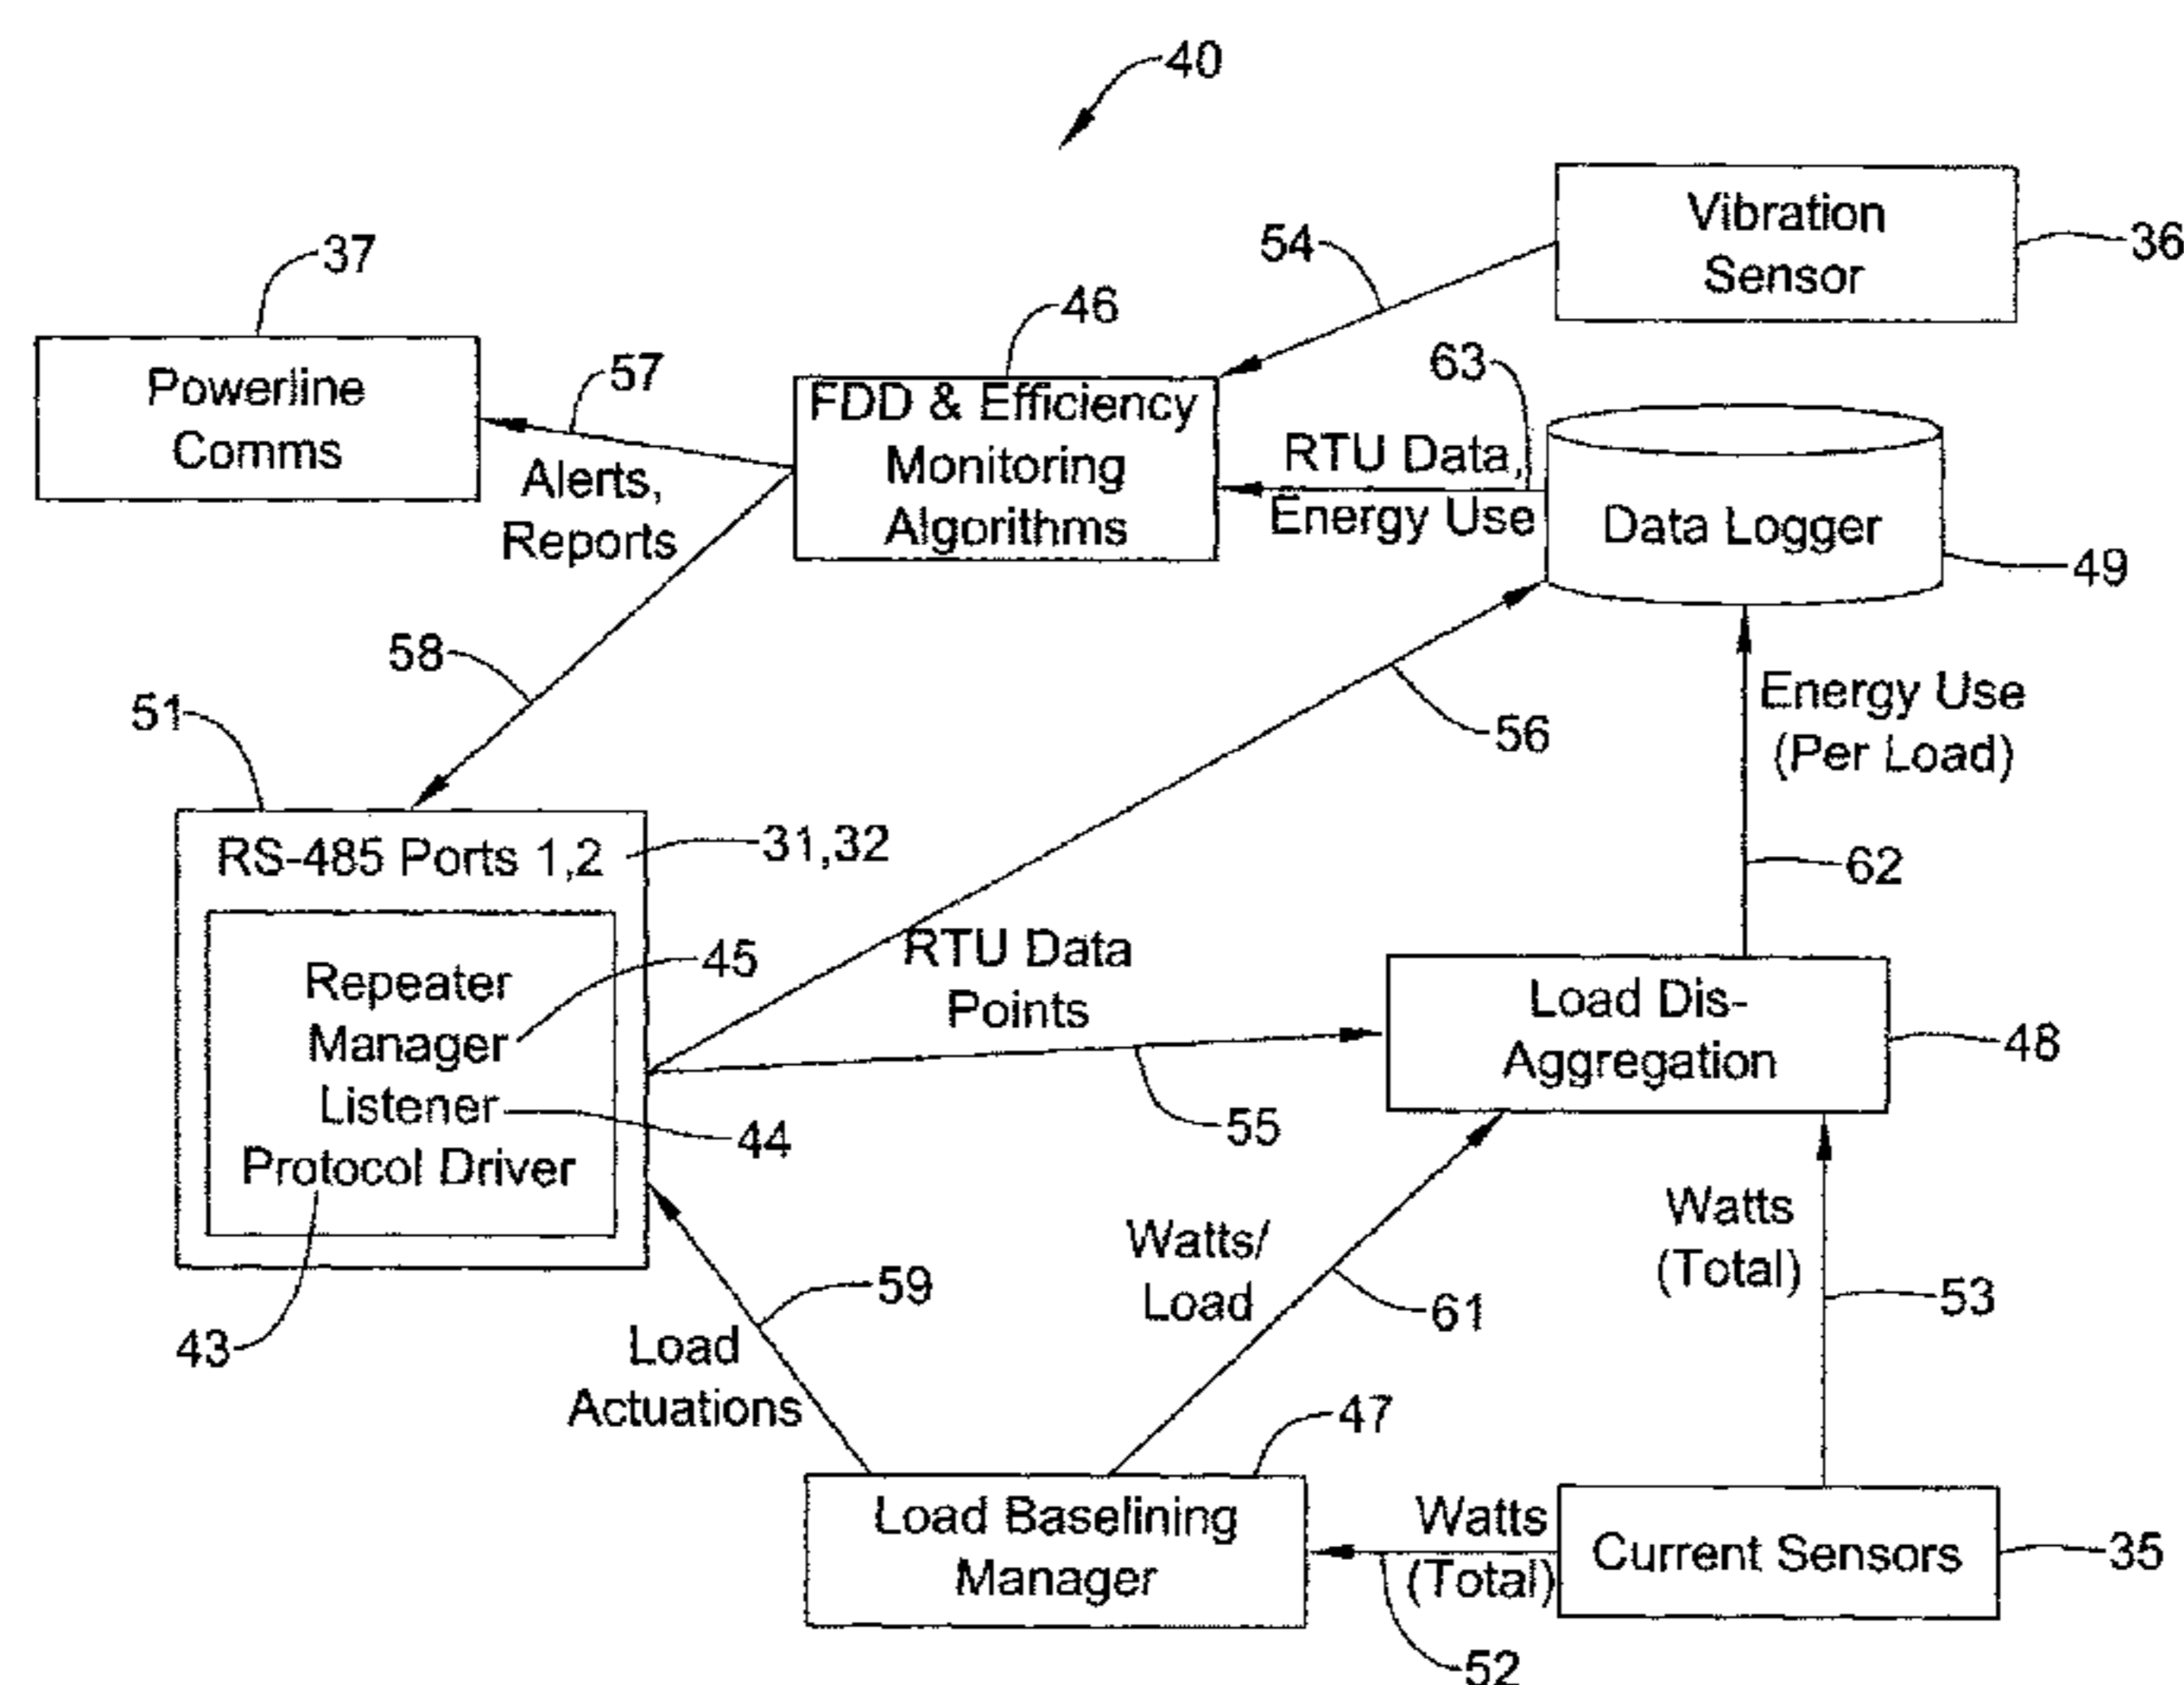 40
Vibration
Sensor
36
54
37
46
Powerline
Comms
57
Alerts,
Reports
FDD & Efficiency
Monitoring
Algorithms
63
RTU Data,
Energy Use
Data Logger
49
58
56
Energy Use
(Per Load)
51
RS-485 Ports 1,2
31,32
62
Repeater
Manager
45
Listener
44
Protocol Driver
43
RTU Data
Points
55
Load Dis-
Aggregation
48
Watts/
Load
61
Watts
(Total)
53
59
Load
Actuations
47
Load Baselining
Manager
Watts
(Total)
52
Current Sensors
35